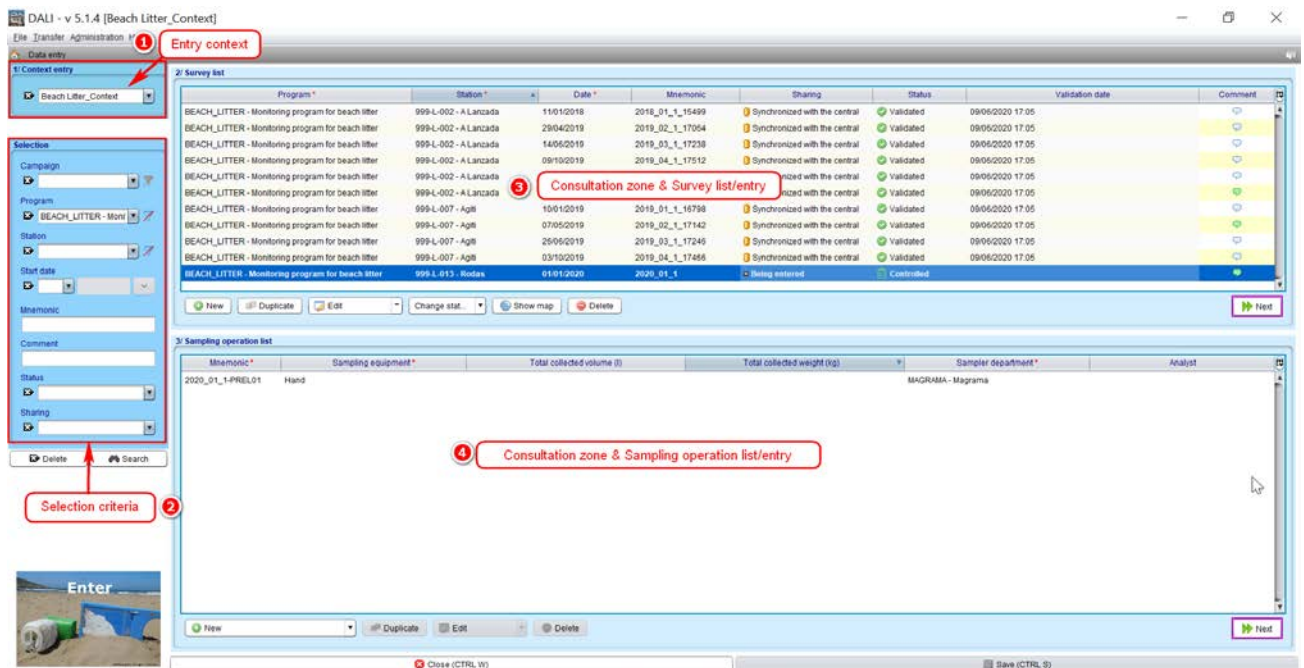 DALI - v 5.1.4 [Beach Litter_Context]
File Transfer Administration
1 Entry context
Data entry
1/ Context entry
Beach Litter_Context
Selection
Campaign
Program
BEACH_LITTER - Moni
Station
Start date
Mnemonic
Comment
Status
Sharing
Delete Search
Selection criteria 2
Enter
2/ Survey list
Program * Station * Date * Mnemonic Sharing Status Validation date Comment
BEACH_LITTER - Monitoring program for beach litter 999-L-002 - A Lanzada 11/01/2018 2018_01_1_15499 Synchronized with the central Validated 09/06/2020 17:05
BEACH_LITTER - Monitoring program for beach litter 999-L-002 - A Lanzada 29/04/2019 2019_02_1_17054 Synchronized with the central Validated 09/06/2020 17:05
BEACH_LITTER - Monitoring program for beach litter 999-L-002 - A Lanzada 14/06/2019 2019_03_1_17238 Synchronized with the central Validated 09/06/2020 17:05
BEACH_LITTER - Monitoring program for beach litter 999-L-002 - A Lanzada 09/10/2019 2019_04_1_17512 Synchronized with the central Validated 09/06/2020 17:05
BEACH_LITTER - Monitoring program for beach litter 999-L-002 - A Lanzada ized with the central Validated 09/06/2020 17:05
3 Consultation zone & Survey list/entry
BEACH_LITTER - Monitoring program for beach litter 999-L-002 - A Lanzada ized with the central Validated 09/06/2020 17:05
BEACH_LITTER - Monitoring program for beach litter 999-L-007 - Agiti 10/01/2019 2019_01_1_16798 Synchronized with the central Validated 09/06/2020 17:05
BEACH_LITTER - Monitoring program for beach litter 999-L-007 - Agiti 07/05/2019 2019_02_1_17142 Synchronized with the central Validated 09/06/2020 17:05
BEACH_LITTER - Monitoring program for beach litter 999-L-007 - Agiti 25/06/2019 2019_03_1_17246 Synchronized with the central Validated 09/06/2020 17:05
BEACH_LITTER - Monitoring program for beach litter 999-L-007 - Agiti 03/10/2019 2019_04_1_17466 Synchronized with the central Validated 09/06/2020 17:05
BEACH_LITTER - Monitoring program for beach litter 999-L-013 - Rodas 01/01/2020 2020_01_1 Being entered Controlled
New Duplicate Edit Change stat... Show map Delete Next
3/ Sampling operation list
Mnemonic * Sampling equipment * Total collected volume (l) Total collected weight (kg) Sampler department * Analyst
2020_01_1-PREL01 Hand MAGRAMA - Magrama
4 Consultation zone & Sampling operation list/entry
New Duplicate Edit Delete Next
Close (CTRL W) Save (CTRL S)